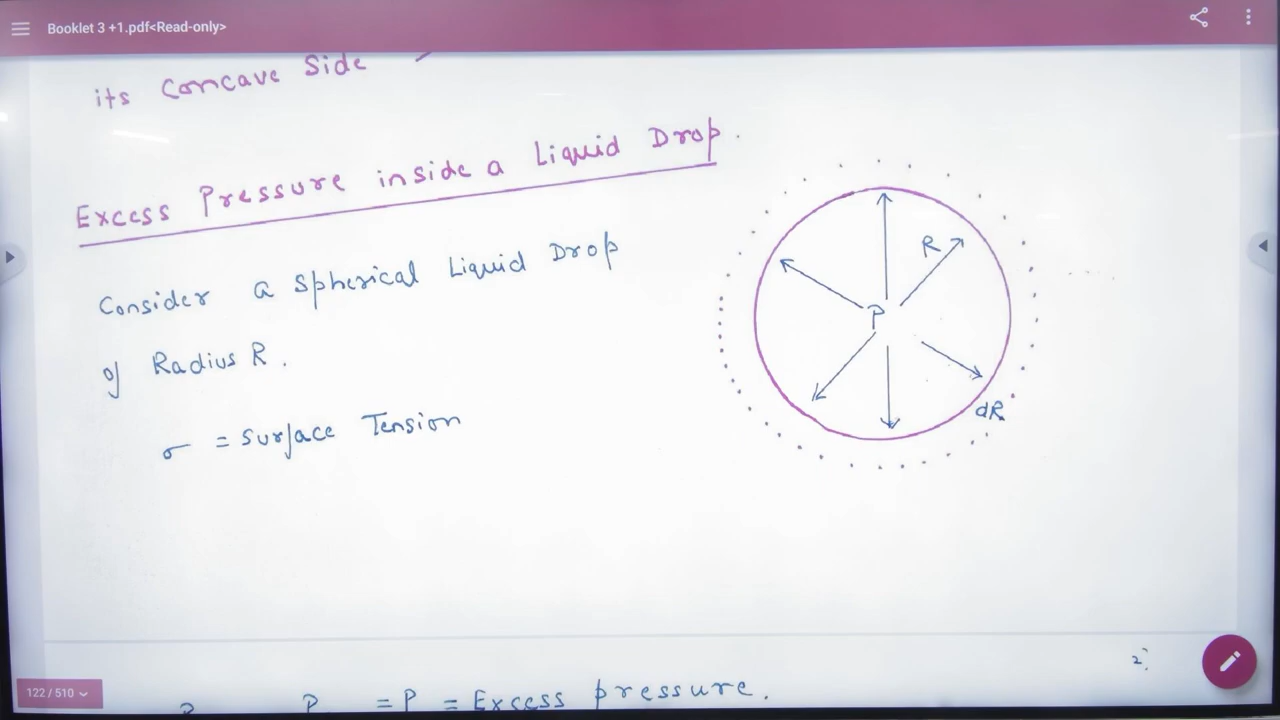 Booklet 3 +1.pdf<Read-only>
its Concave Side
Excess Pressure inside a Liquid Drop.
Consider a Spherical Liquid Drop
of Radius R.
σ = Surface Tension
R
P
dR
122 / 510
P = P = Excess pressure.